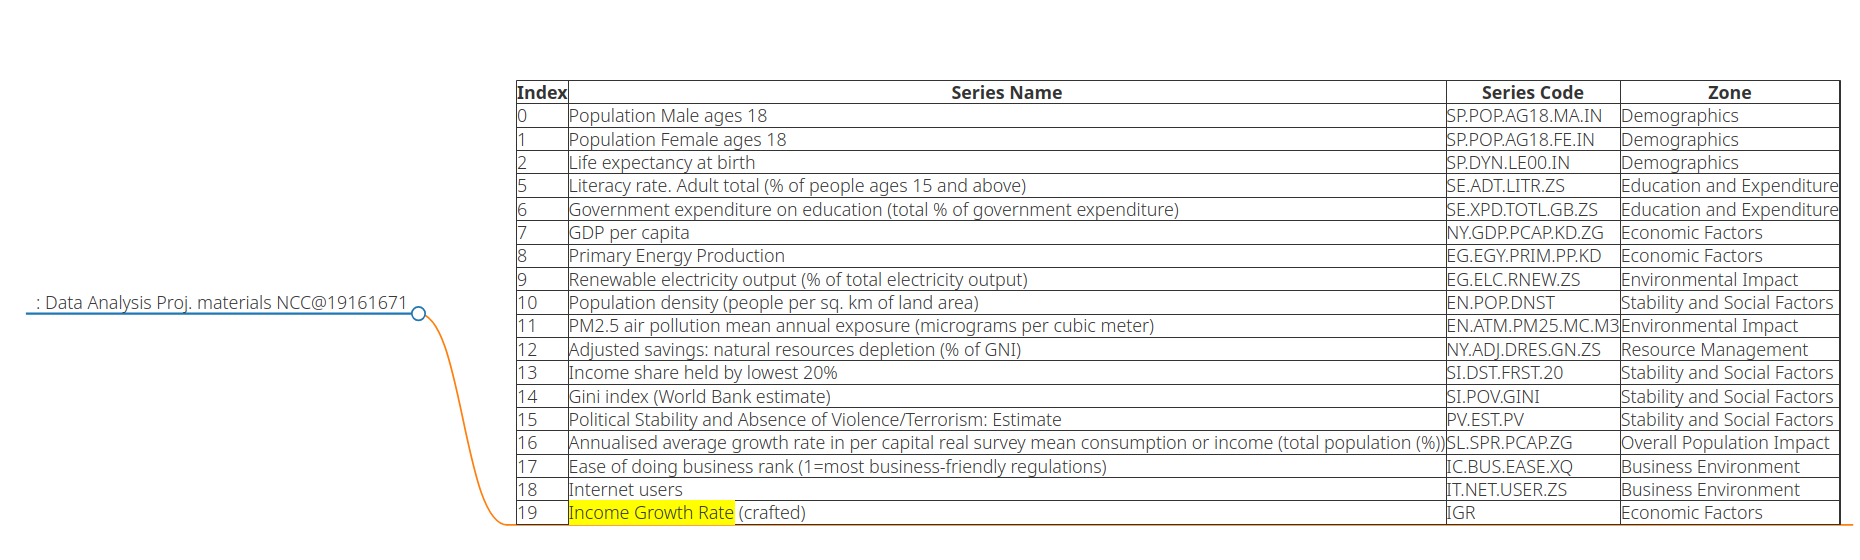 : Data Analysis Proj. materials NCC@19161671
Index Series Name Series Code Zone
0 Population Male ages 18 SP.POP.AG18.MA.IN Demographics
1 Population Female ages 18 SP.POP.AG18.FE.IN Demographics
2 Life expectancy at birth SP.DYN.LE00.IN Demographics
5 Literacy rate. Adult total (% of people ages 15 and above) SE.ADT.LITR.ZS Education and Expenditure
6 Government expenditure on education (total % of government expenditure) SE.XPD.TOTL.GB.ZS Education and Expenditure
7 GDP per capita NY.GDP.PCAP.KD.ZG Economic Factors
8 Primary Energy Production EG.EGY.PRIM.PP.KD Economic Factors
9 Renewable electricity output (% of total electricity output) EG.ELC.RNEW.ZS Environmental Impact
10 Population density (people per sq. km of land area) EN.POP.DNST Stability and Social Factors
11 PM2.5 air pollution mean annual exposure (micrograms per cubic meter) EN.ATM.PM25.MC.M3 Environmental Impact
12 Adjusted savings: natural resources depletion (% of GNI) NY.ADJ.DRES.GN.ZS Resource Management
13 Income share held by lowest 20% SI.DST.FRST.20 Stability and Social Factors
14 Gini index (World Bank estimate) SI.POV.GINI Stability and Social Factors
15 Political Stability and Absence of Violence/Terrorism: Estimate PV.EST.PV Stability and Social Factors
16 Annualised average growth rate in per capital real survey mean consumption or income (total population (%)) SL.SPR.PCAP.ZG Overall Population Impact
17 Ease of doing business rank (1=most business-friendly regulations) IC.BUS.EASE.XQ Business Environment
18 Internet users IT.NET.USER.ZS Business Environment
19 Income Growth Rate (crafted) IGR Economic Factors